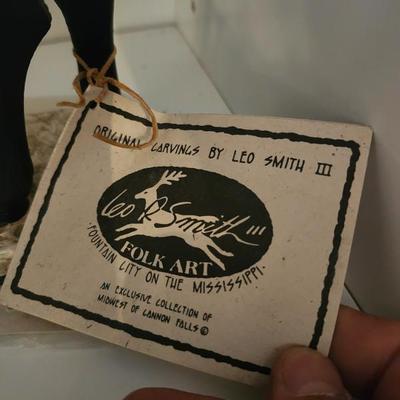 ORIGINAL CARVINGS BY LEO SMITH III
Leo R Smith III
FOLK ART
FOUNTAIN CITY ON THE MISSISSIPPI.
AN EXCLUSIVE COLLECTION OF
MIDWEST OF CANNON FALLS ©